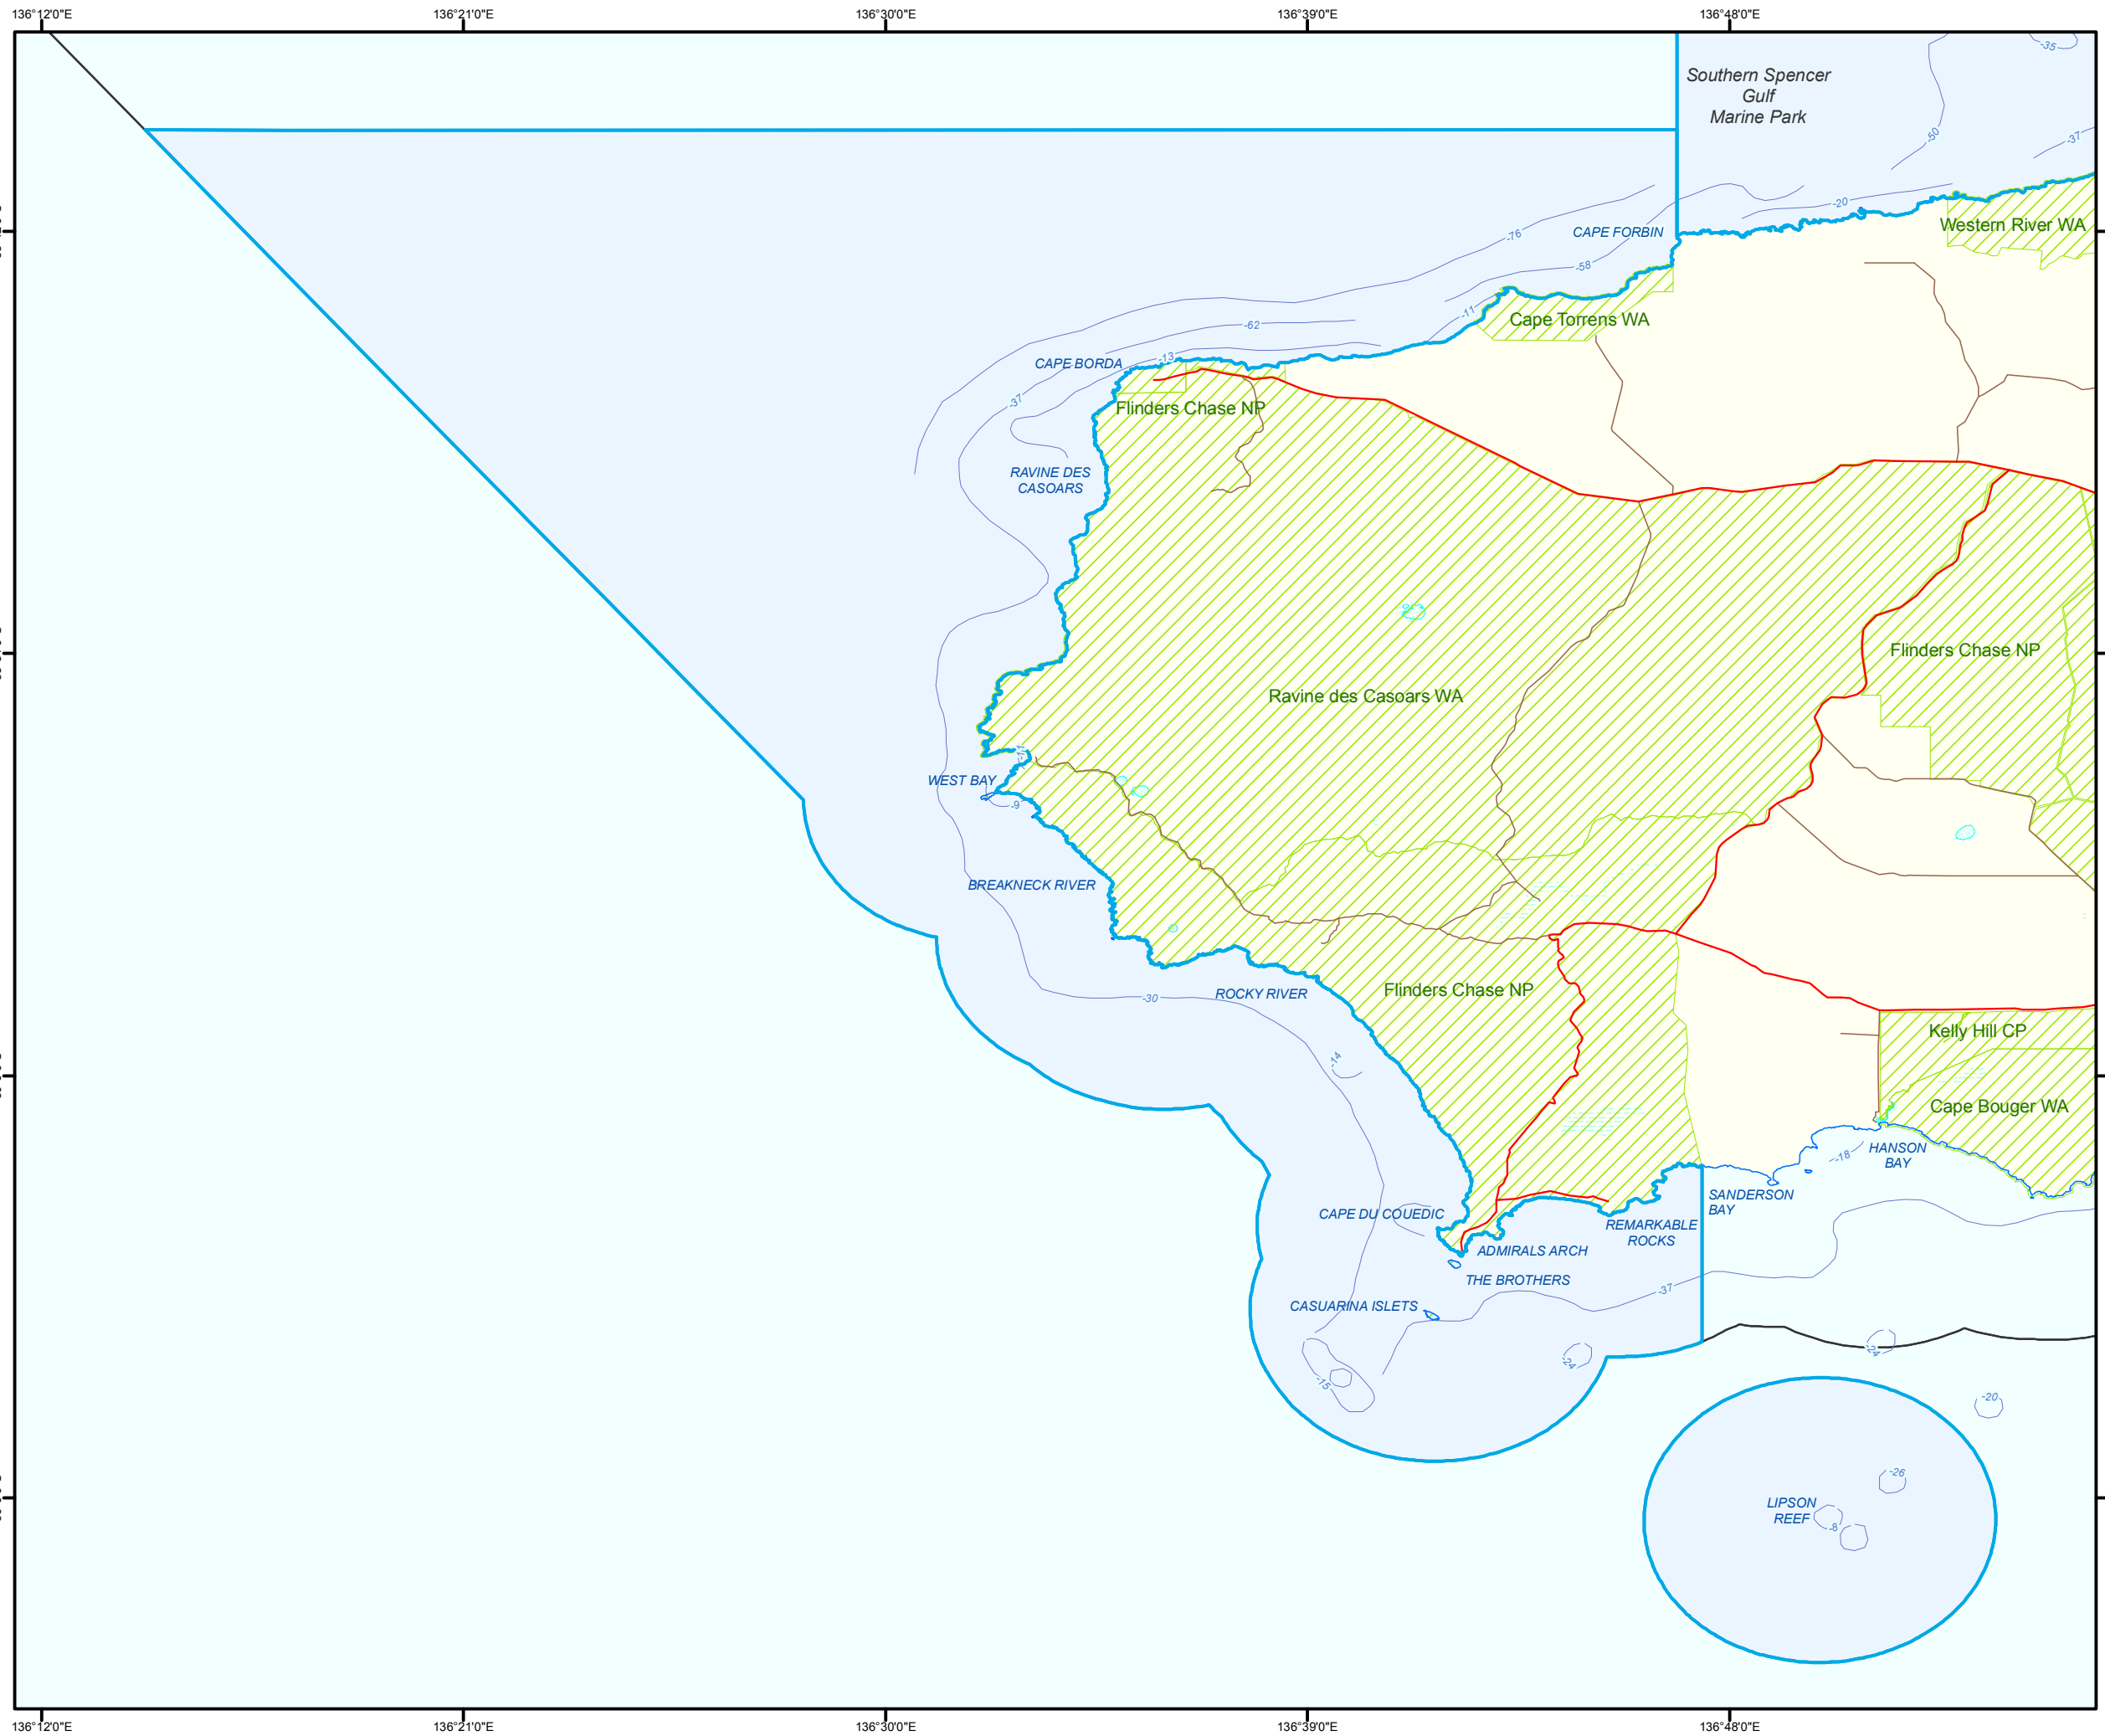 136°12'0"E
136°21'0"E
136°30'0"E
136°39'0"E
136°48'0"E
-35
Southern Spencer
Gulf
Marine Park
-50
-37
-20
Western River WA
CAPE FORBIN
-76
-58
-11
Cape Torrens WA
-62
-13
CAPE BORDA
-37
Flinders Chase NP
RAVINE DES
CASOARS
Flinders Chase NP
Ravine des Casoars WA
WEST BAY
-9
BREAKNECK RIVER
-30
ROCKY RIVER
Flinders Chase NP
Kelly Hill CP
-14
Cape Bouger WA
-18
HANSON
BAY
SANDERSON
BAY
CAPE DU COUEDIC
REMARKABLE
ROCKS
ADMIRALS ARCH
THE BROTHERS
-37
CASUARINA ISLETS
-24
-24
-15
-20
-26
LIPSON
REEF
-8
136°12'0"E
136°21'0"E
136°30'0"E
136°39'0"E
136°48'0"E